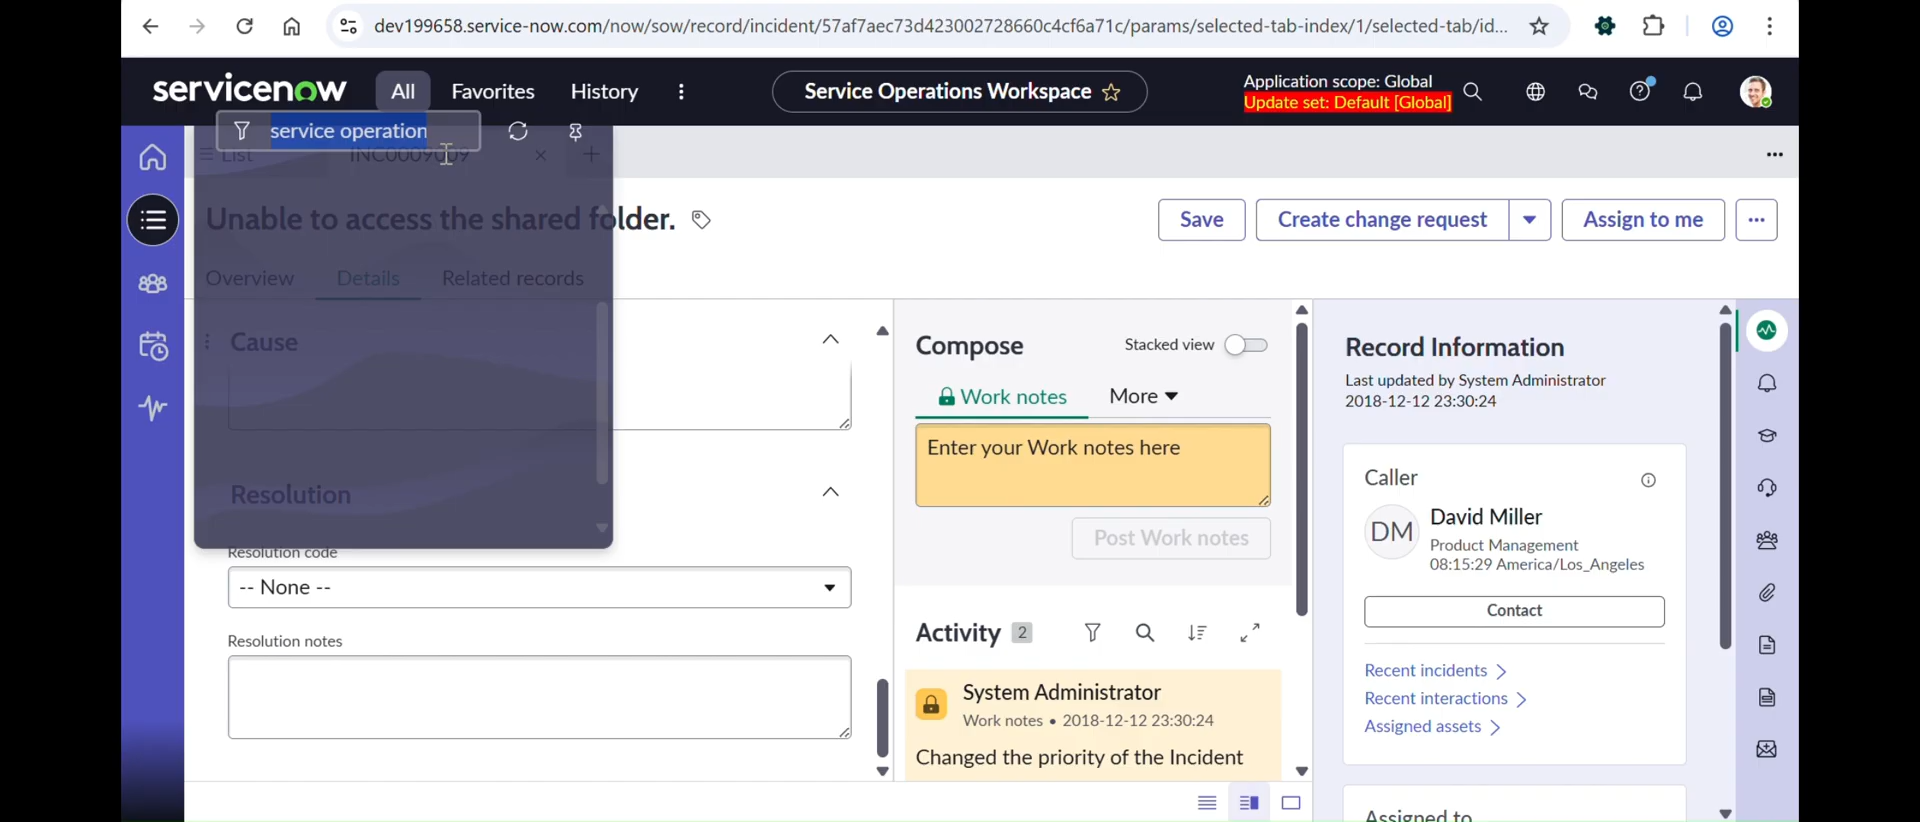 dev199658.service-now.com/now/sow/record/incident/57af7aec73d423002728660c4cf6a71c/params/selected-tab-index/1/selected-tab/id...
servicenow
All
Favorites
History
Service Operations Workspace
Application scope: Global
Update set: Default [Global]
service operation
List
INC0009009
Unable to access the shared folder.
Save
Create change request
Assign to me
Overview
Details
Related records
Cause
Resolution
Resolution code
-- None --
Resolution notes
Compose
Stacked view
Work notes
More
Enter your Work notes here
Post Work notes
Activity 2
System Administrator
Work notes • 2018-12-12 23:30:24
Changed the priority of the Incident
Record Information
Last updated by System Administrator
2018-12-12 23:30:24
Caller
DM
David Miller
Product Management
08:15:29 America/Los_Angeles
Contact
Recent incidents
Recent interactions
Assigned assets
Assigned to